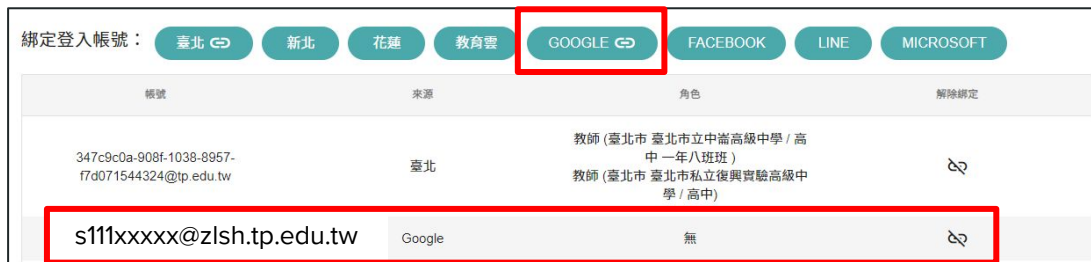 綁定登入帳號： 臺北 新北 花蓮 教育雲 GOOGLE FACEBOOK LINE MICROSOFT
帳號 來源 角色 解除綁定
347c9c0a-908f-1038-8957-
f7d071544324@tp.edu.tw
臺北
教師 (臺北市 臺北市立中崙高級中學 / 高
中 一年八班班 )
教師 (臺北市 臺北市私立復興實驗高級中
學 / 高中)
s111xxxxx@zlsh.tp.edu.tw Google 無